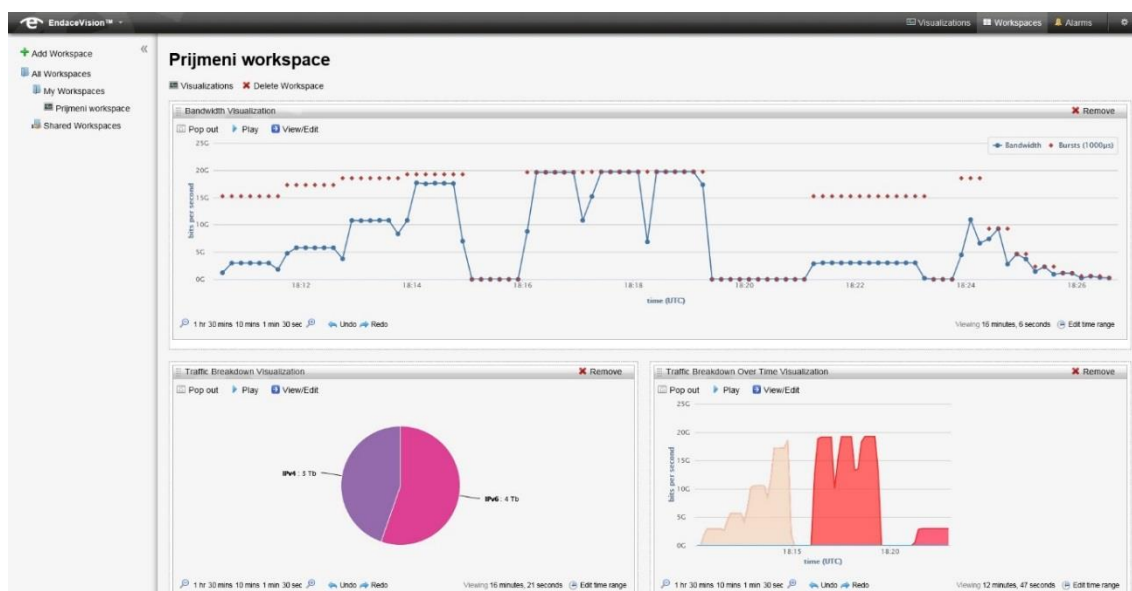 EndaceVision™
Visualizations Workspaces Alarms
Add Workspace
All Workspaces
My Workspaces
Prijmeni workspace
Shared Workspaces
Prijmeni workspace
Visualizations Delete Workspace
Bandwidth Visualization Remove
Pop out Play View/Edit
Bandwidth Bursts (1000µs)
25G
20G
15G
10G
5G
0G
bits per second
18:12 18:14 18:16 18:18 18:20 18:22 18:24 18:26
time (UTC)
1 hr 30 mins 10 mins 1 min 30 sec Undo Redo Viewing 16 minutes, 6 seconds Edit time range
Traffic Breakdown Visualization Remove
Pop out Play View/Edit
IPv4 : 3 Tb
IPv6 : 4 Tb
1 hr 30 mins 10 mins 1 min 30 sec Undo Redo Viewing 16 minutes, 21 seconds Edit time range
Traffic Breakdown Over Time Visualization Remove
Pop out Play View/Edit
25G
20G
15G
10G
5G
0G
bits per second
18:15 18:20
time (UTC)
1 hr 30 mins 10 mins 1 min 30 sec Undo Redo Viewing 12 minutes, 47 seconds Edit time range